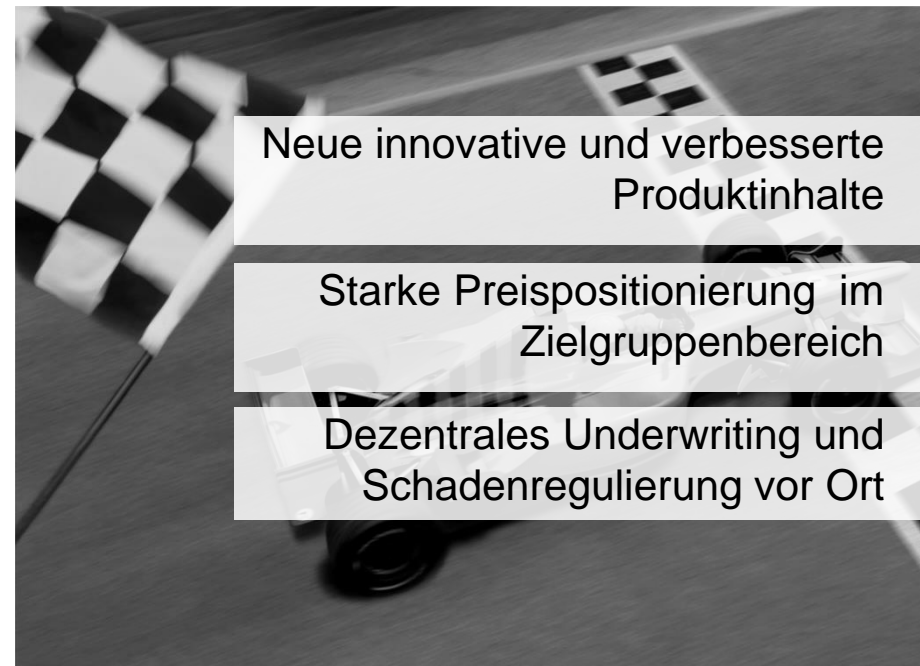 Neue innovative und verbesserte
Produktinhalte
Starke Preispositionierung  im
Zielgruppenbereich
Dezentrales Underwriting und
Schadenregulierung vor Ort